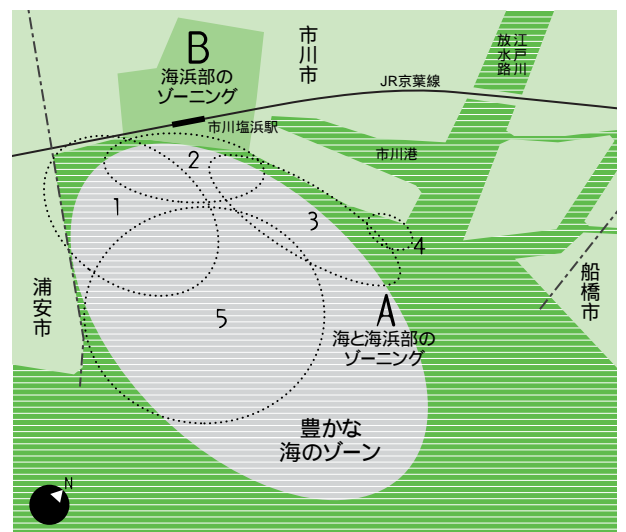 B
海浜部の
ゾーニング
市川市
江戸川
放水路
JR京葉線
市川塩浜駅
市川港
1
2
3
4
5
浦安市
船橋市
A
海と海浜部の
ゾーニング
豊かな
海のゾーン
N